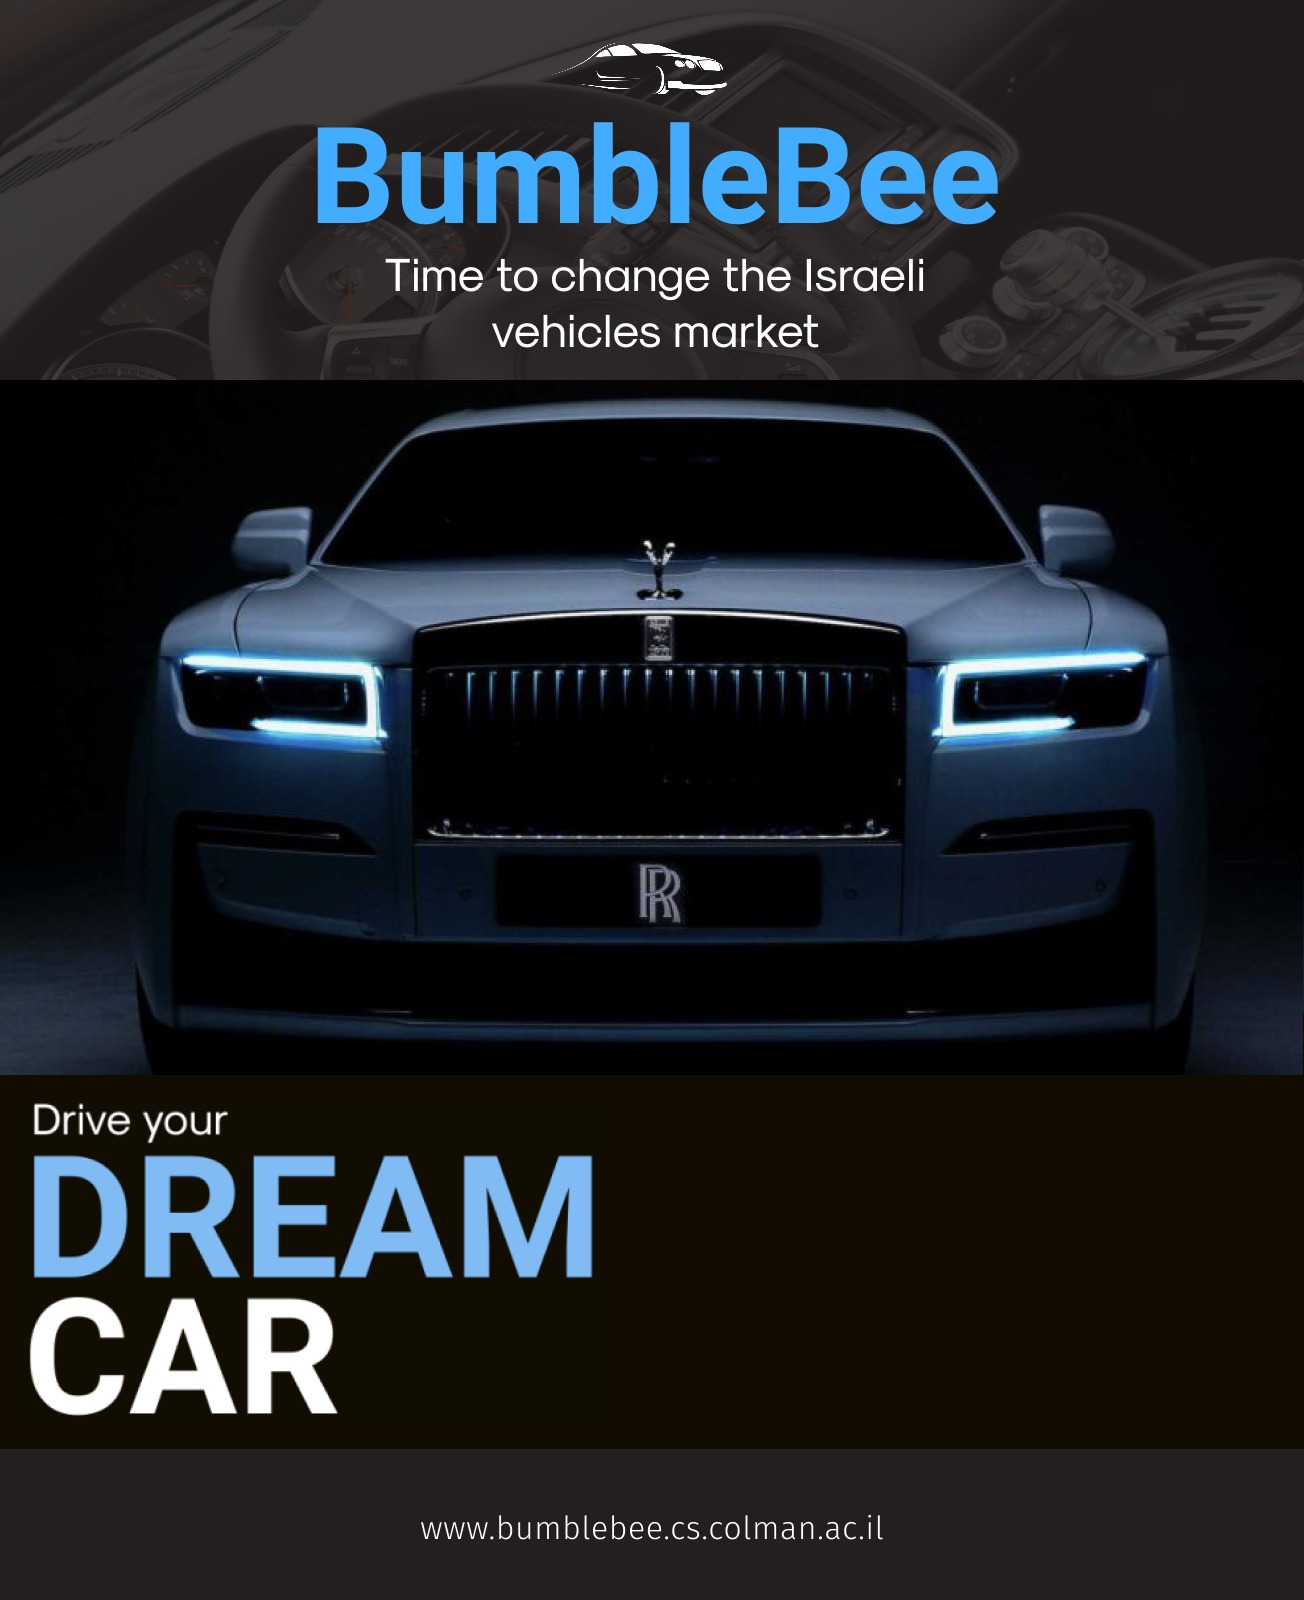 BumbleBee
Time to change the Israeli
vehicles market
RR
Drive your
DREAM
CAR
www.bumblebee.cs.colman.ac.il